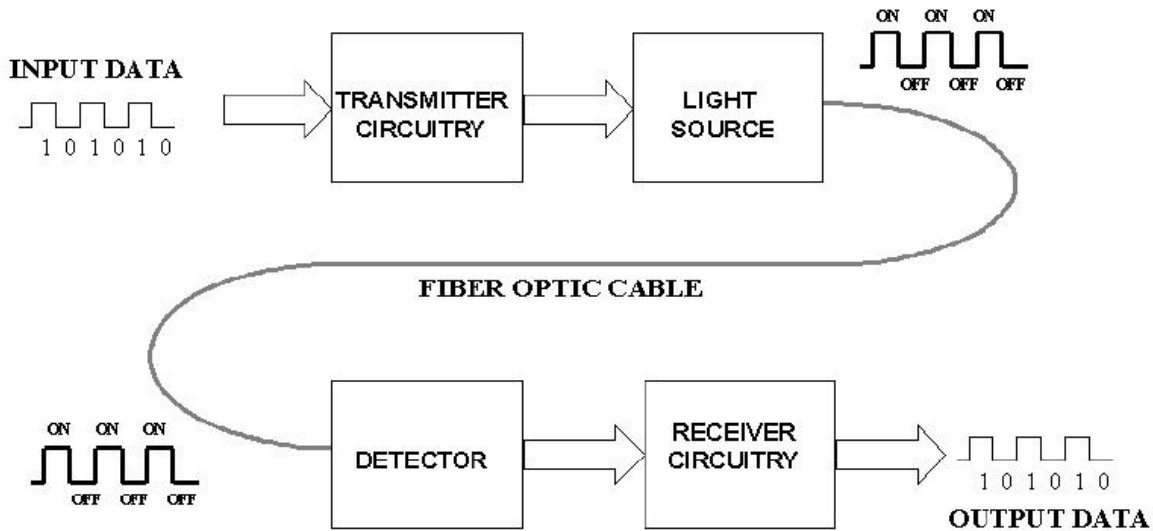 ON ON ON
OFF OFF OFF
INPUT DATA
1 0 1 0 1 0
TRANSMITTER
CIRCUITRY
LIGHT
SOURCE
FIBER OPTIC CABLE
ON ON ON
OFF OFF OFF
DETECTOR
RECEIVER
CIRCUITRY
1 0 1 0 1 0
OUTPUT DATA